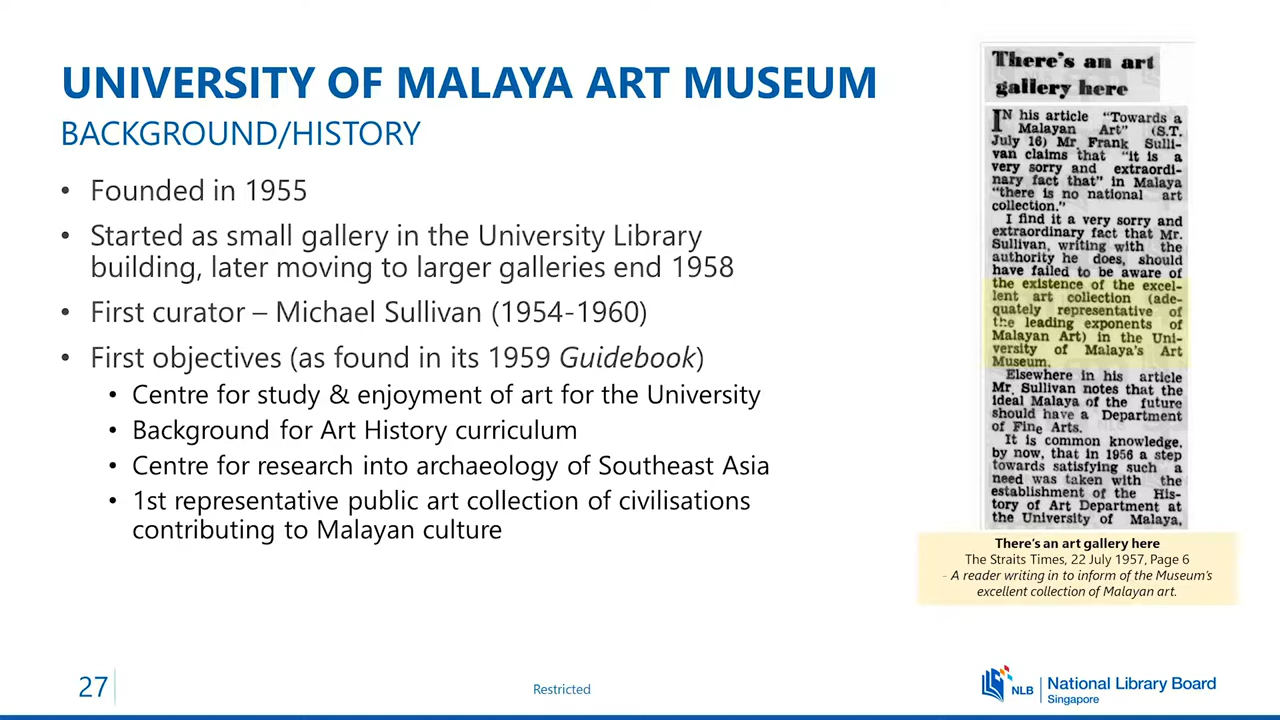 UNIVERSITY OF MALAYA ART MUSEUM
BACKGROUND/HISTORY
• Founded in 1955
• Started as small gallery in the University Library
building, later moving to larger galleries end 1958
• First curator – Michael Sullivan (1954-1960)
• First objectives (as found in its 1959 Guidebook)
• Centre for study & enjoyment of art for the University
• Background for Art History curriculum
• Centre for research into archaeology of Southeast Asia
• 1st representative public art collection of civilisations
contributing to Malayan culture
There's an art
gallery here
IN his article "Towards a
Malayan Art" (S.T.
July 16) Mr. Frank Sulli-
van claims that "it is a
very sorry and extraordi-
nary fact that" in Malaya
"there is no national art
collection."
I find it a very sorry and
extraordinary fact that Mr.
Sullivan, writing with the
authority he does, should
have failed to be aware of
the existence of the excel-
lent art collection (ade-
quately representative of
the leading exponents of
Malayan Art) in the Uni-
versity of Malaya's Art
Museum.
Elsewhere in his article
Mr. Sullivan notes that the
ideal Malaya of the future
should have a Department
of Fine Arts.
It is common knowledge,
by now, that in 1956 a step
towards satisfying such a
need was taken with the
establishment of the His-
tory of Art Department at
the University of Malaya,
There's an art gallery here
The Straits Times, 22 July 1957, Page 6
- A reader writing in to inform of the Museum's
excellent collection of Malayan art.
27
Restricted
NLB
National Library Board
Singapore